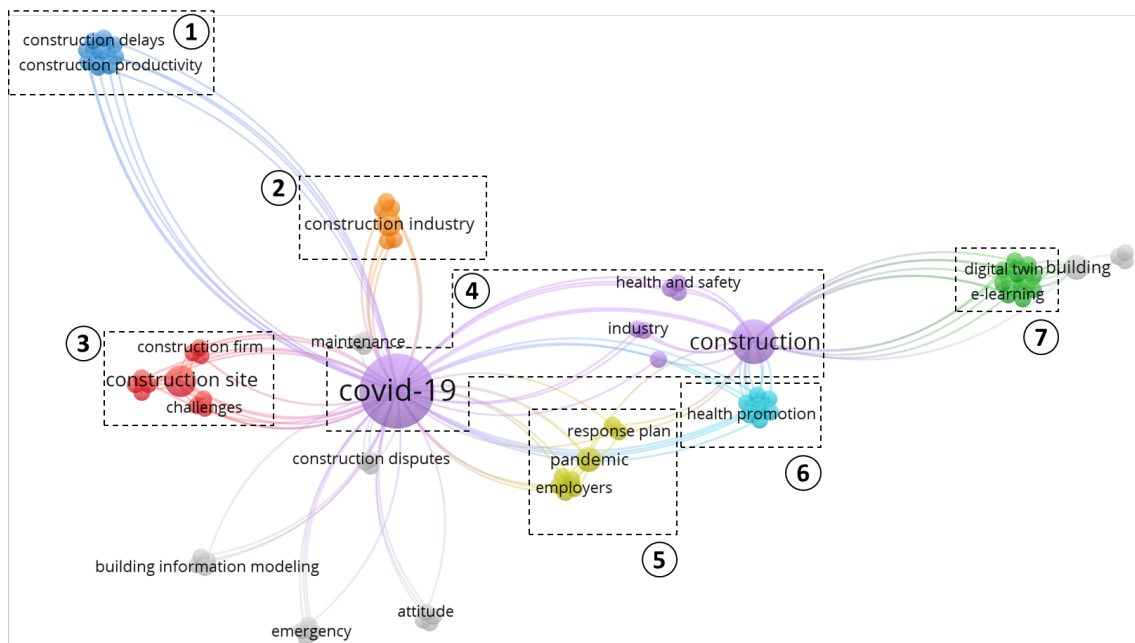 construction delays
1
construction productivity
2
construction industry
4
health and safety
digital twin
building
e-learning
7
industry
maintenance
construction
3
construction firm
construction site
challenges
covid-19
health promotion
response plan
6
pandemic
employers
construction disputes
5
building information modeling
attitude
emergency